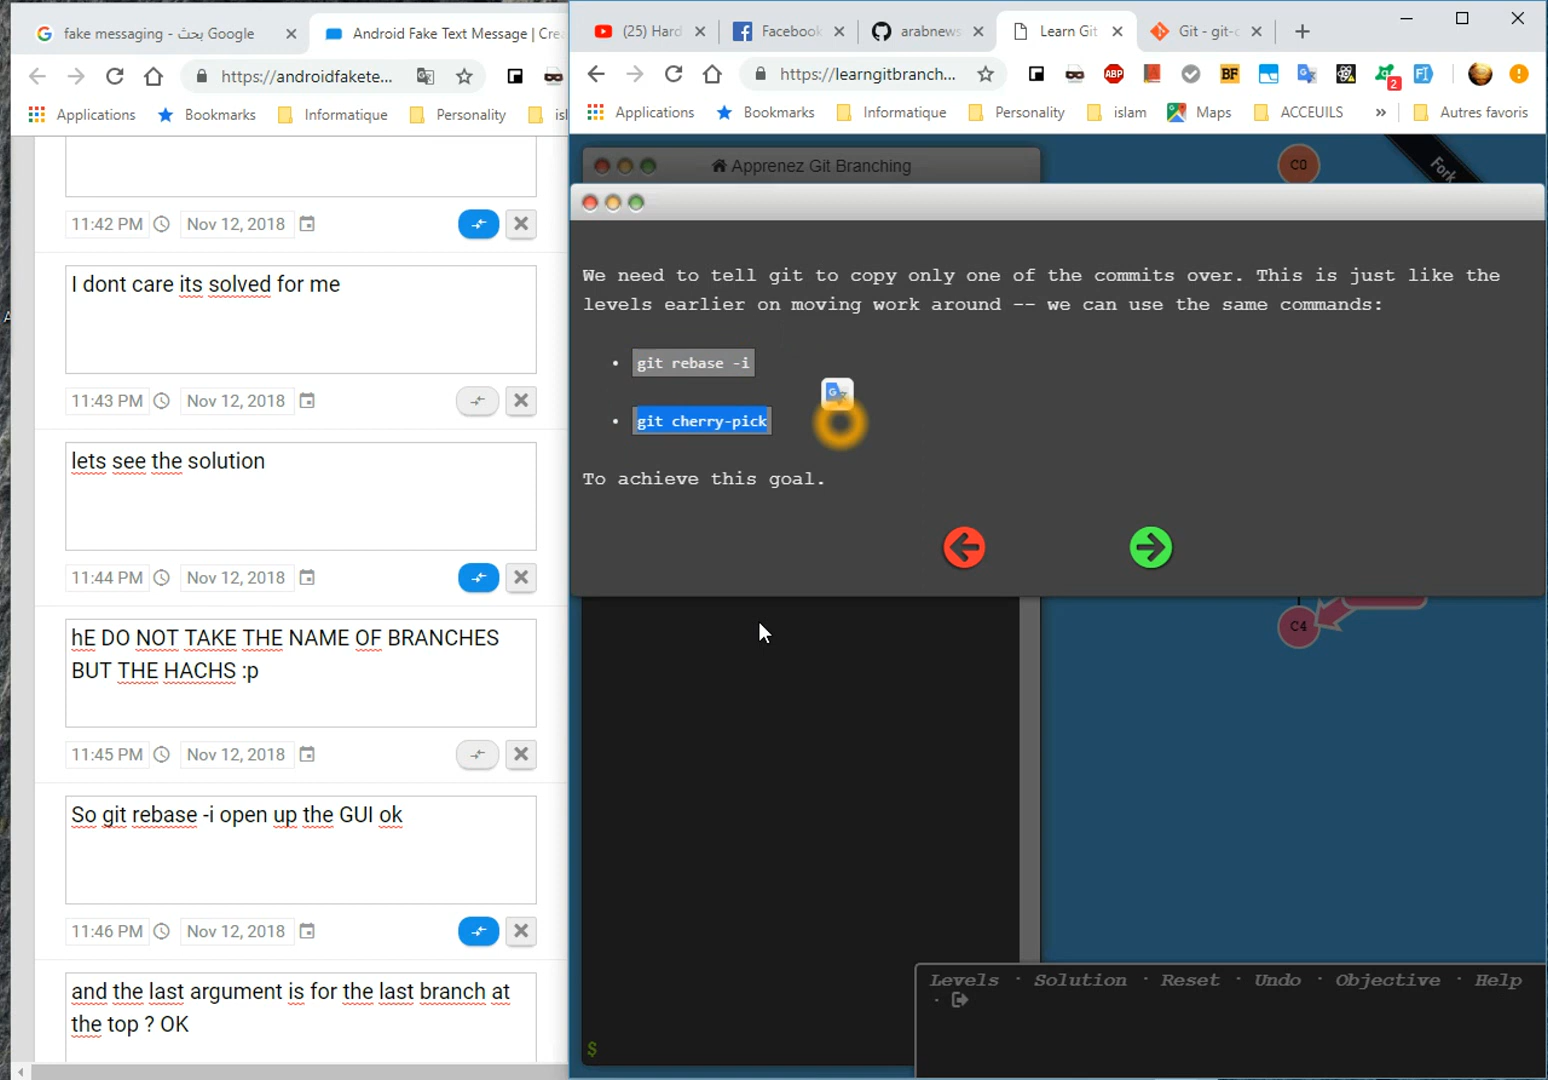 fake messaging - بحث Google
Android Fake Text Message | Cre
https://androidfakete...
Applications
Bookmarks
Informatique
Personality
isl
11:42 PM
Nov 12, 2018
I dont care its solved for me
11:43 PM
Nov 12, 2018
lets see the solution
11:44 PM
Nov 12, 2018
hE DO NOT TAKE THE NAME OF BRANCHES
BUT THE HACHS :p
11:45 PM
Nov 12, 2018
So git rebase -i open up the GUI ok
11:46 PM
Nov 12, 2018
and the last argument is for the last branch at
the top ? OK
(25) Hard
Facebook
arabnews
Learn Git
Git - git-c
https://learngitbranch...
ABP
BF
2
FI
Applications
Bookmarks
Informatique
Personality
islam
Maps
ACCEUILS
»
Autres favoris
Apprenez Git Branching
C0
Fork
We need to tell git to copy only one of the commits over. This is just like the
levels earlier on moving work around -- we can use the same commands:
• git rebase -i
• git cherry-pick
To achieve this goal.
C4
Levels · Solution · Reset · Undo · Objective · Help
·
$